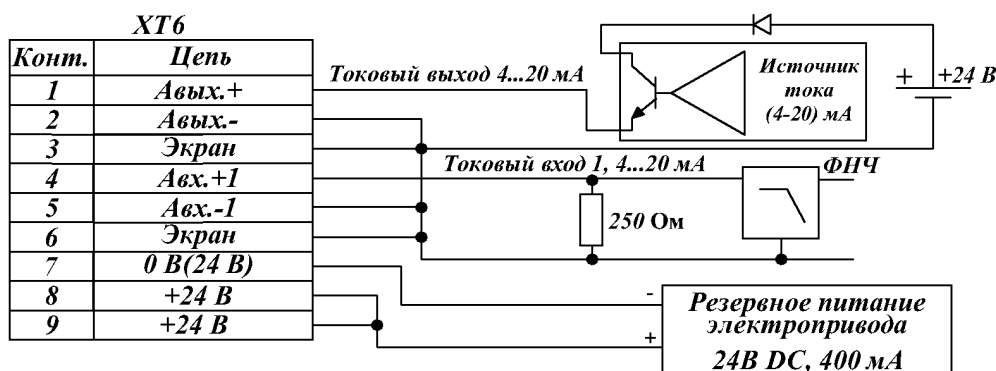 XT6
Конт. Цепь
1 Авых.+
2 Авых.-
3 Экран
4 Авх.+1
5 Авх.-1
6 Экран
7 0 В(24 В)
8 +24 В
9 +24 В
Токовый выход 4...20 мА
Источник
тока
(4-20) мА
+
+24 В
Токовый вход 1, 4...20 мА
ФНЧ
250 Ом
-
+
Резервное питание
электропривода
24В DC, 400 мА